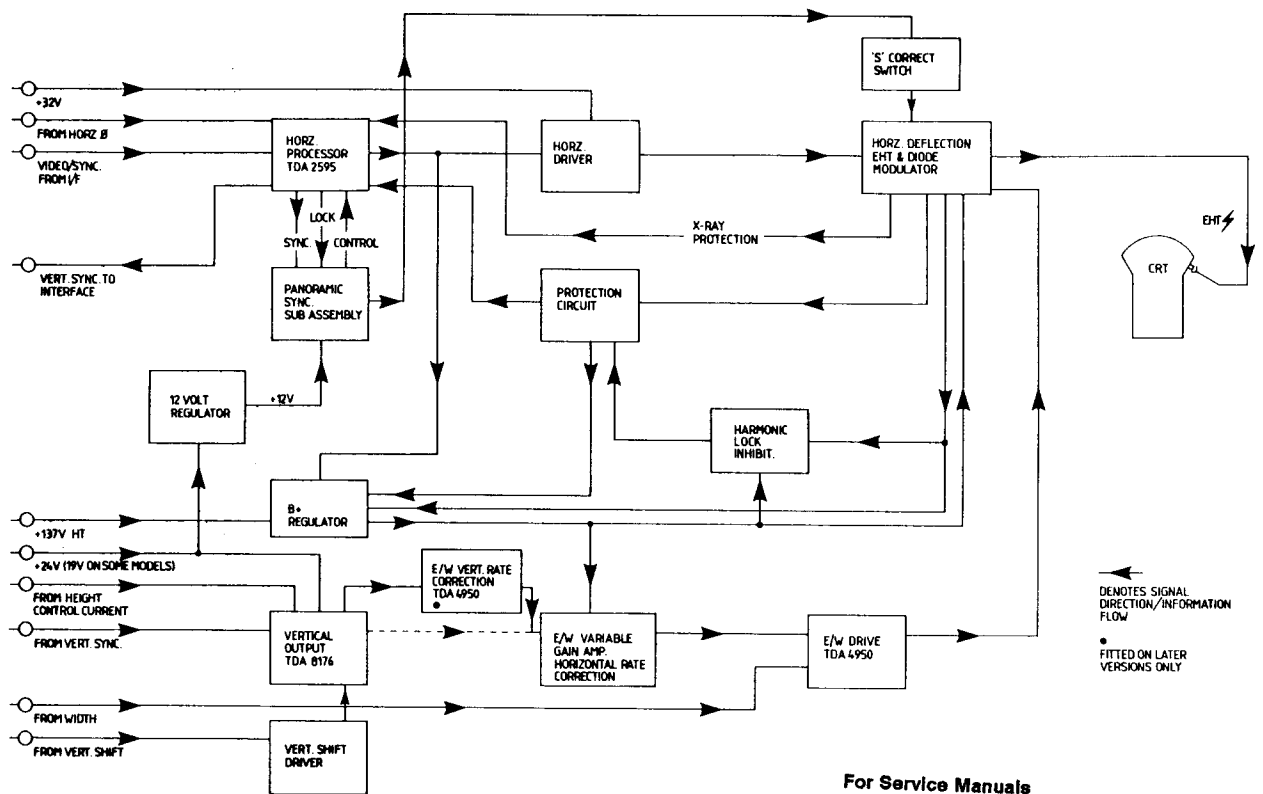 'S' CORRECT
SWITCH
+32V
FROM HORZ Ø
VIDEO/SYNC.
FROM I/F
HORZ.
PROCESSOR
TDA 2595
HORZ.
DRIVER
HORZ. DEFLECTION
EHT & DIODE
MODULATOR
LOCK
SYNC.
CONTROL
X-RAY
PROTECTION
EHT
CRT
VERT. SYNC. TO
INTERFACE
PANORAMIC
SYNC.
SUB ASSEMBLY
PROTECTION
CIRCUIT
12 VOLT
REGULATOR
+12V
HARMONIC
LOCK
INHIBIT.
B+
REGULATOR
+137V HT
+24V (19V ON SOME MODELS)
FROM HEIGHT
CONTROL CURRENT
FROM VERT. SYNC.
E/W VERT. RATE
CORRECTION
TDA 4950
●
VERTICAL
OUTPUT
TDA 8176
E/W VARIABLE
GAIN AMP.
HORIZONTAL RATE
CORRECTION
E/W DRIVE
TDA 4950
DENOTES SIGNAL
DIRECTION/INFORMATION
FLOW
●
FITTED ON LATER
VERSIONS ONLY
FROM WIDTH
FROM VERT. SHIFT
VERT. SHIFT
DRIVER
For Service Manuals